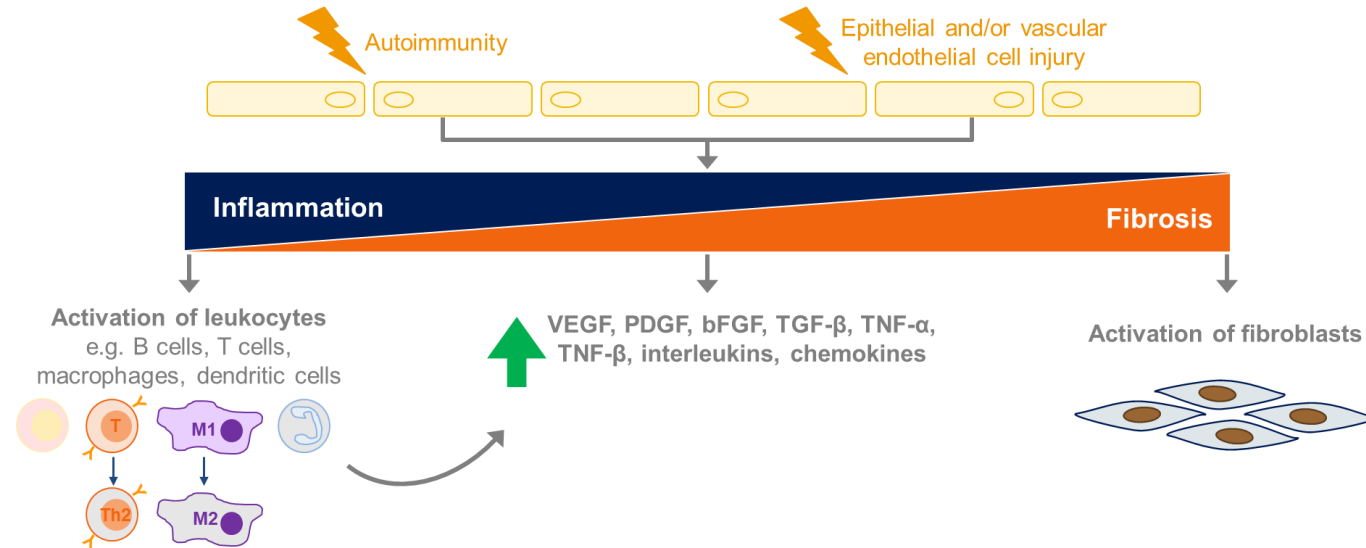 Autoimmunity
Epithelial and/or vascular
endothelial cell injury
Inflammation
Fibrosis
Activation of leukocytes
e.g. B cells, T cells,
macrophages, dendritic cells
VEGF, PDGF, bFGF, TGF-β, TNF-α,
TNF-β, interleukins, chemokines
Activation of fibroblasts
T
M1
Th2
M2